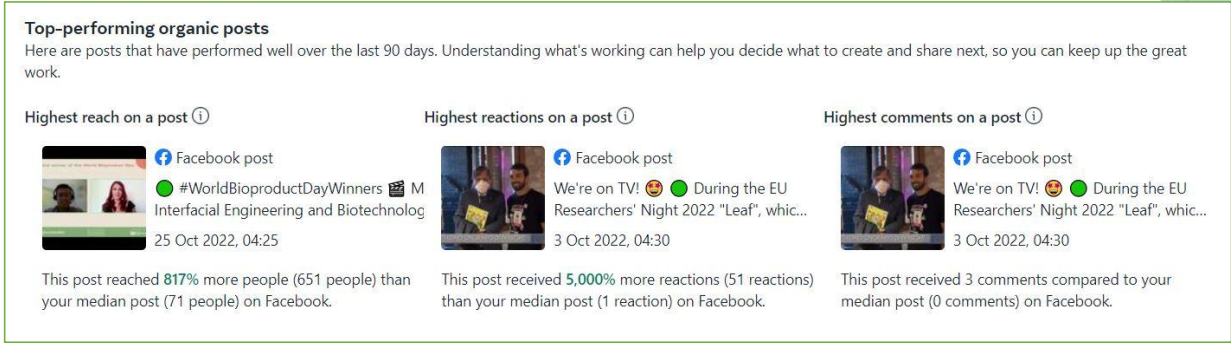 Top-performing organic posts
Here are posts that have performed well over the last 90 days. Understanding what's working can help you decide what to create and share next, so you can keep up the great
work.
Highest reach on a post
Facebook post
🟢 #WorldBioproductDayWinners 🎬 M
Interfacial Engineering and Biotechnolog
25 Oct 2022, 04:25
This post reached 817% more people (651 people) than
your median post (71 people) on Facebook.
Highest reactions on a post
Facebook post
We're on TV! 🤩 🟢 During the EU
Researchers' Night 2022 "Leaf", whic...
3 Oct 2022, 04:30
This post received 5,000% more reactions (51 reactions)
than your median post (1 reaction) on Facebook.
Highest comments on a post
Facebook post
We're on TV! 🤩 🟢 During the EU
Researchers' Night 2022 "Leaf", whic...
3 Oct 2022, 04:30
This post received 3 comments compared to your
median post (0 comments) on Facebook.